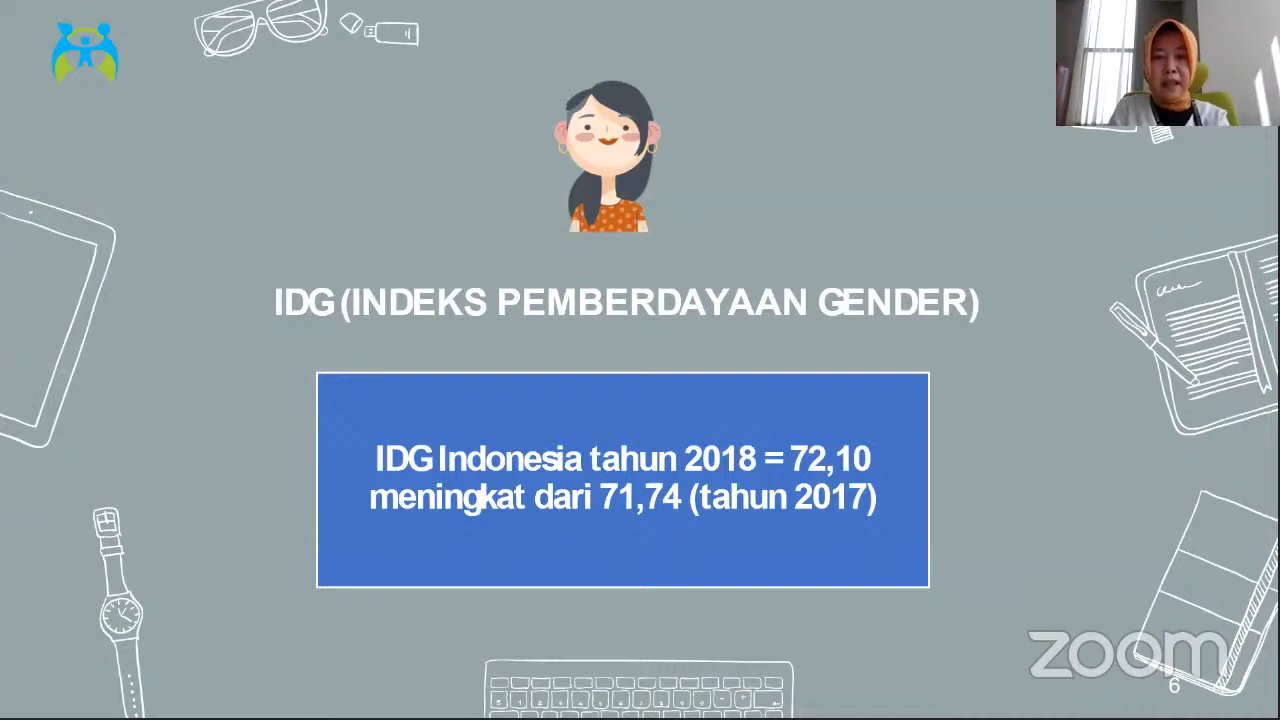 IDG (INDEKS PEMBERDAYAAN GENDER)
IDG Indonesia tahun 2018 = 72,10
meningkat dari 71,74 (tahun 2017)
zoom
6